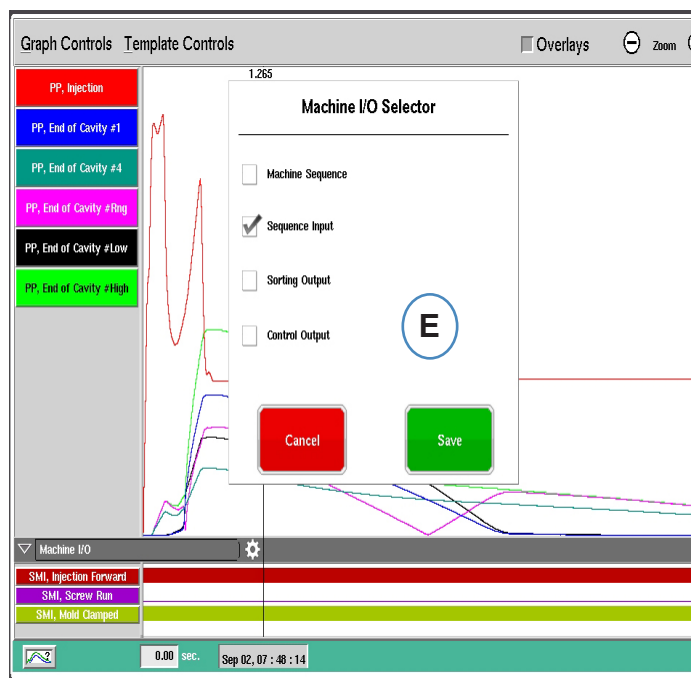 Graph Controls Template Controls Overlays Zoom
PP, Injection
PP, End of Cavity #1
PP, End of Cavity #4
PP, End of Cavity #Rng
PP, End of Cavity #Low
PP, End of Cavity #High
1.265
Machine I/O Selector
Machine Sequence
Sequence Input
Sorting Output
Control Output
E
Cancel Save
Machine I/O
SMI, Injection Forward
SMI, Screw Run
SMI, Mold Clamped
0.00 sec. Sep 02, 07 : 48 : 14